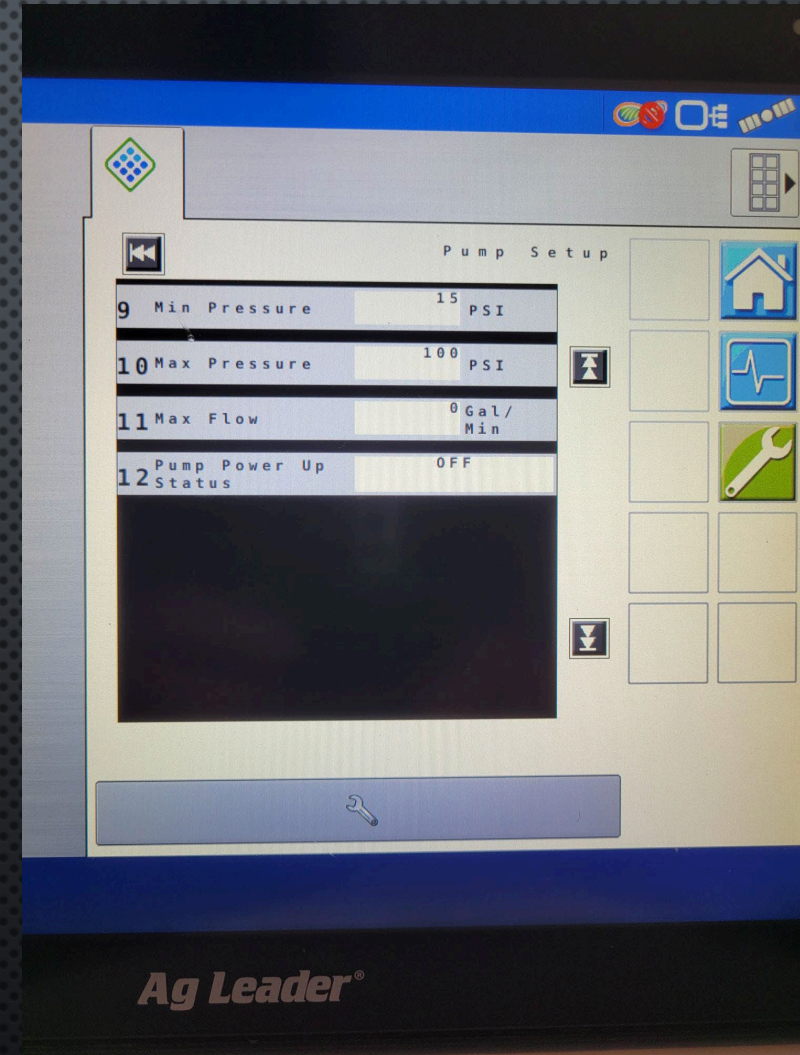 Pump Setup
9 Min Pressure 15 PSI
10 Max Pressure 100 PSI
11 Max Flow 0 Gal/
Min
12 Pump Power Up OFF
Status
Ag Leader®